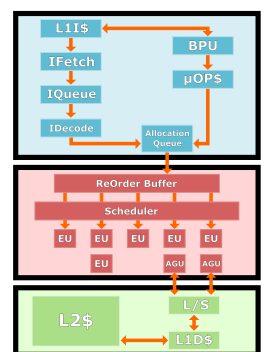 L1I$
BPU
IFetch
µOP$
IQueue
IDecode
Allocation
Queue
ReOrder Buffer
Scheduler
EU EU EU EU EU
EU AGU AGU
L2$
L/S
L1D$